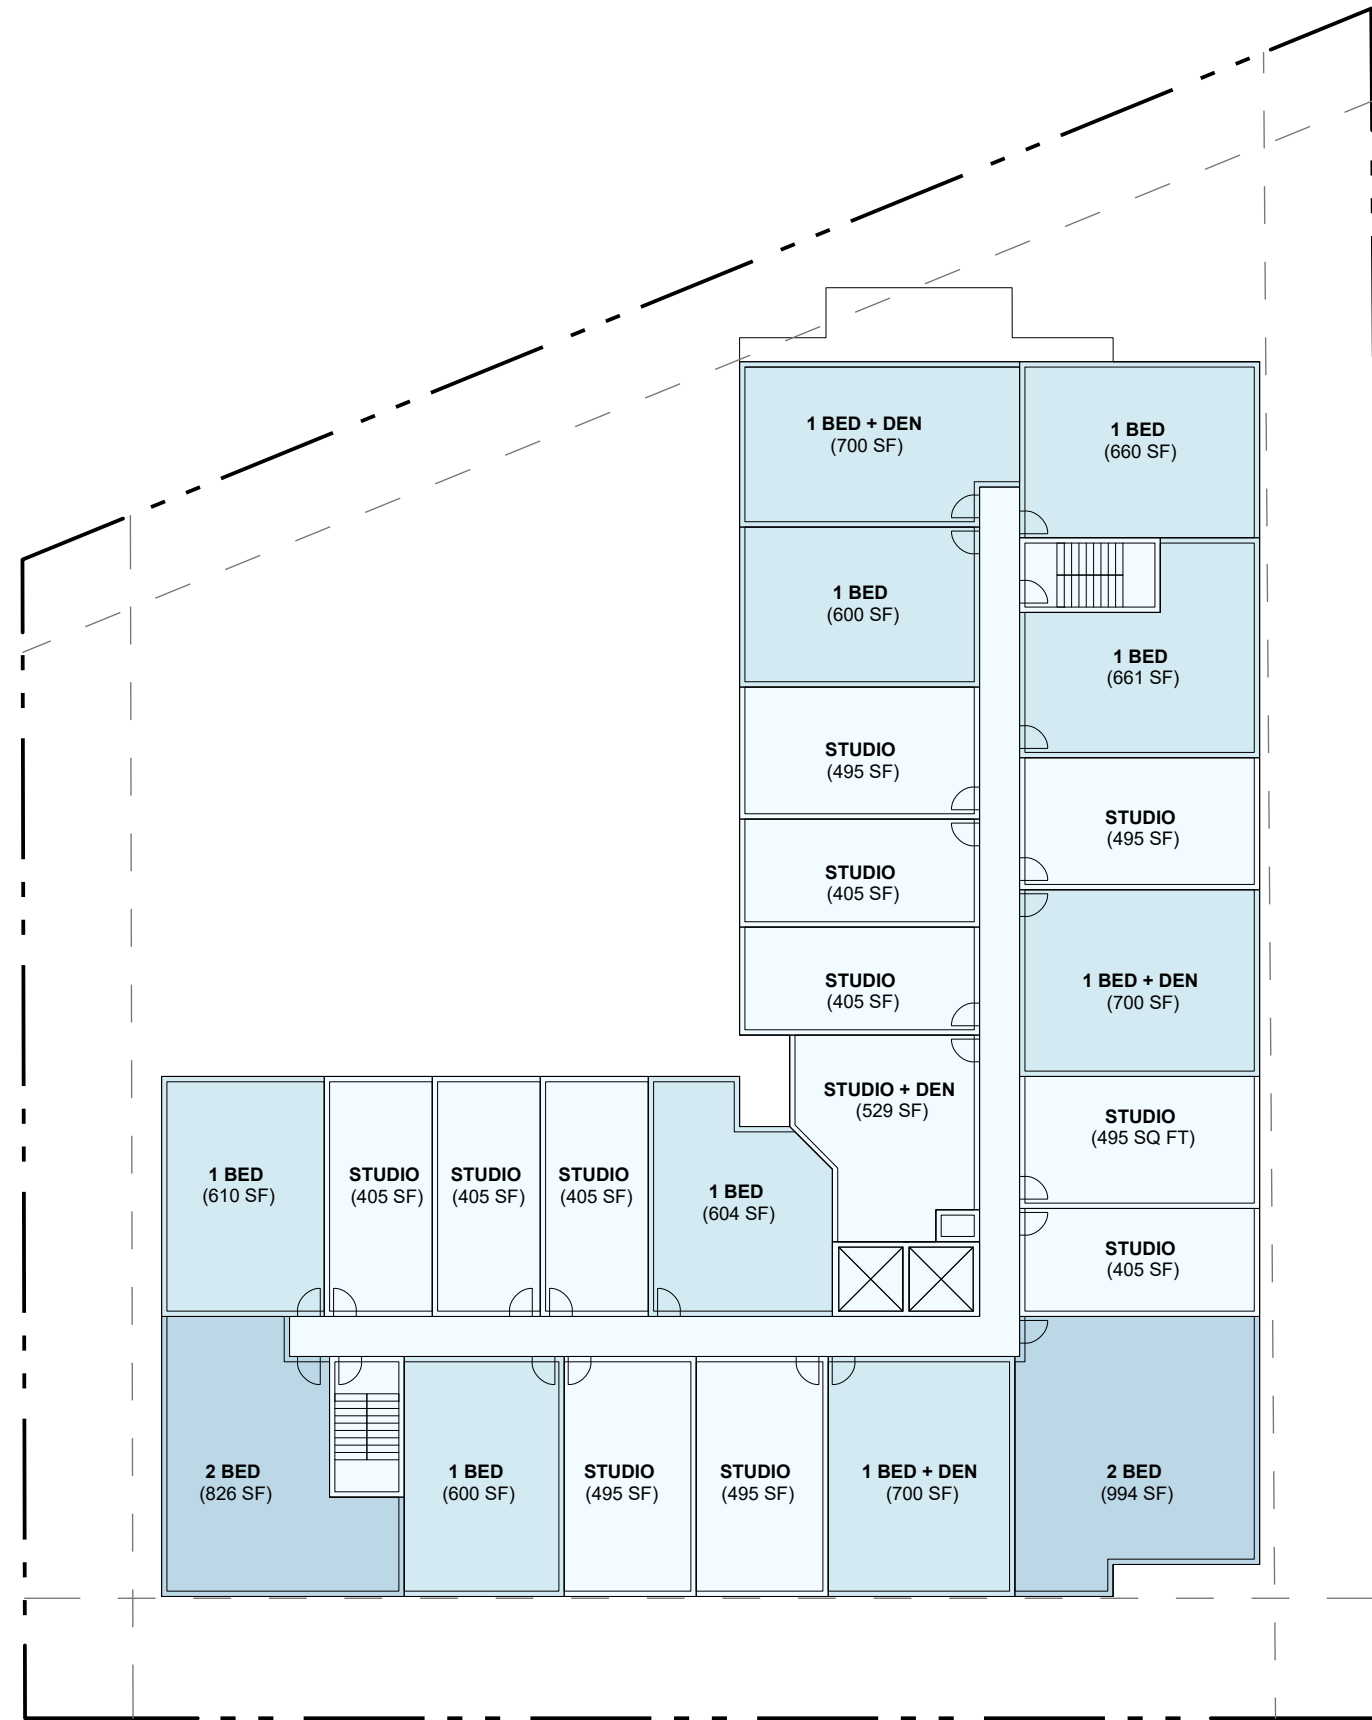 1 BED + DEN
(700 SF)
1 BED
(660 SF)
1 BED
(600 SF)
1 BED
(661 SF)
STUDIO
(495 SF)
STUDIO
(495 SF)
STUDIO
(405 SF)
STUDIO
(405 SF)
1 BED + DEN
(700 SF)
STUDIO + DEN
(529 SF)
STUDIO
(495 SQ FT)
1 BED
(610 SF)
STUDIO
(405 SF)
STUDIO
(405 SF)
STUDIO
(405 SF)
1 BED
(604 SF)
STUDIO
(405 SF)
2 BED
(826 SF)
1 BED
(600 SF)
STUDIO
(495 SF)
STUDIO
(495 SF)
1 BED + DEN
(700 SF)
2 BED
(994 SF)